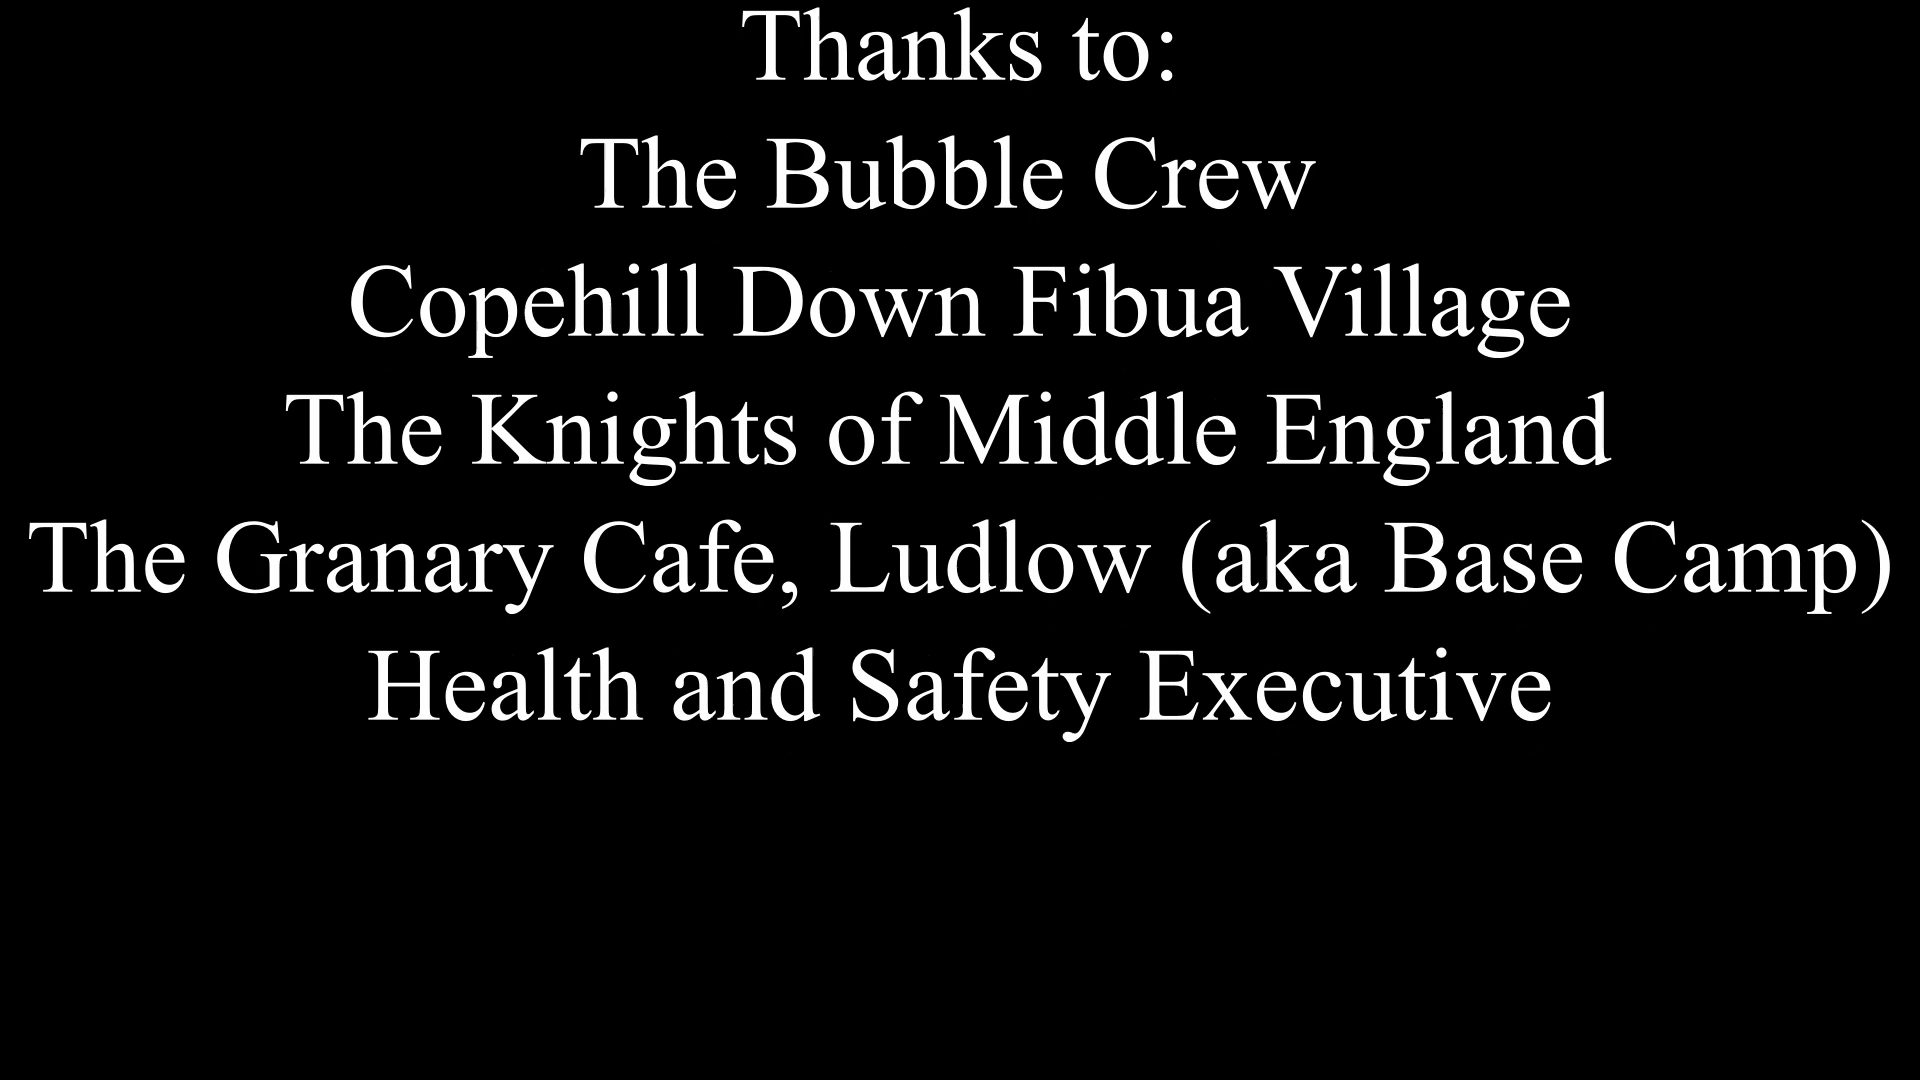 Thanks to:
The Bubble Crew
Copehill Down Fibua Village
The Knights of Middle England
The Granary Cafe, Ludlow (aka Base Camp)
Health and Safety Executive